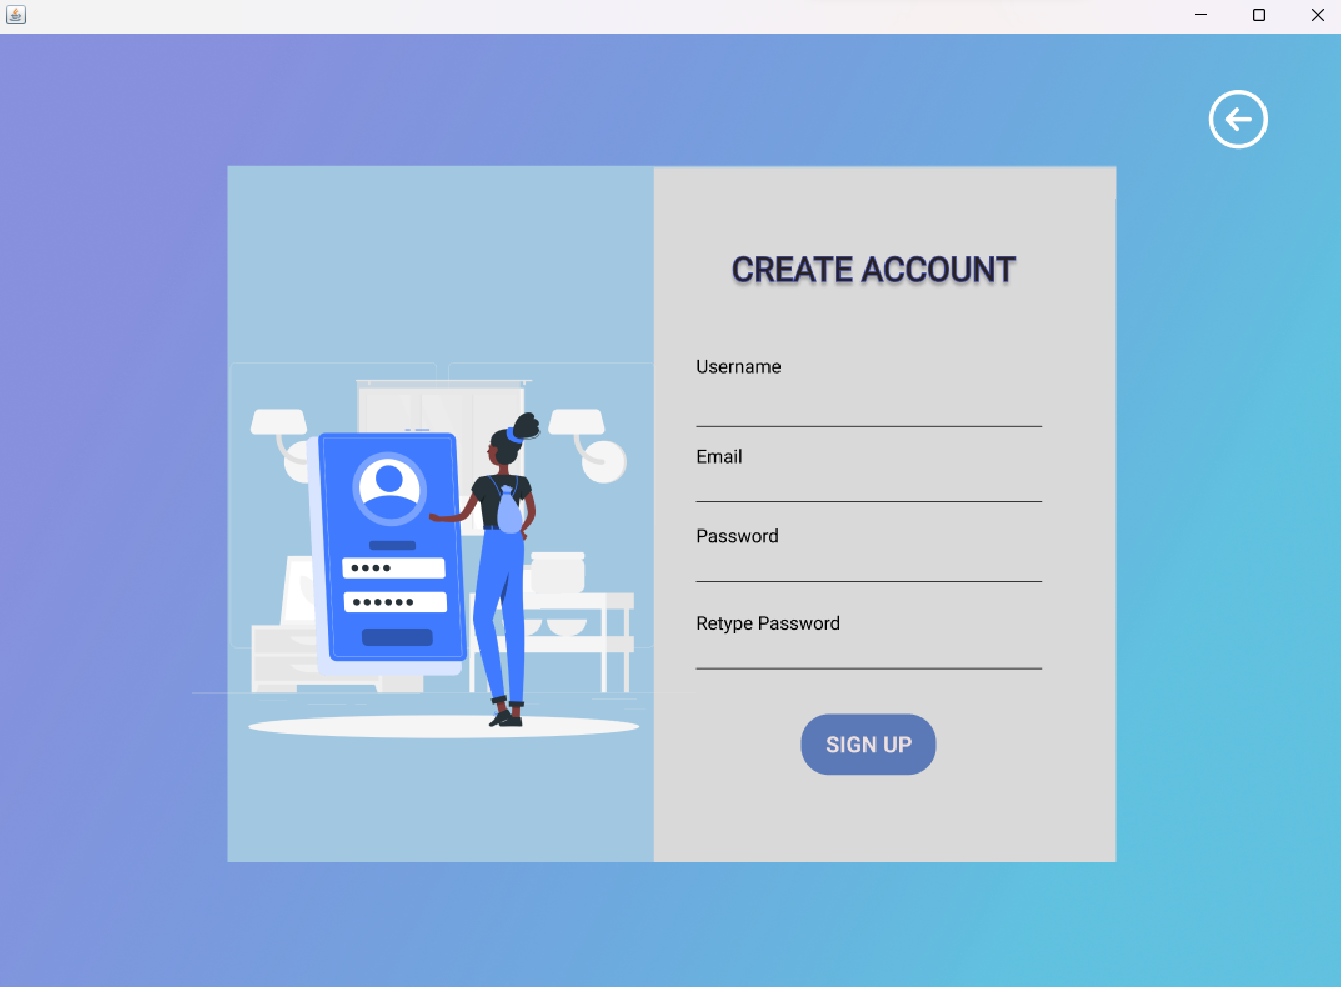 CREATE ACCOUNT
Username
Email
Password
Retype Password
SIGN UP